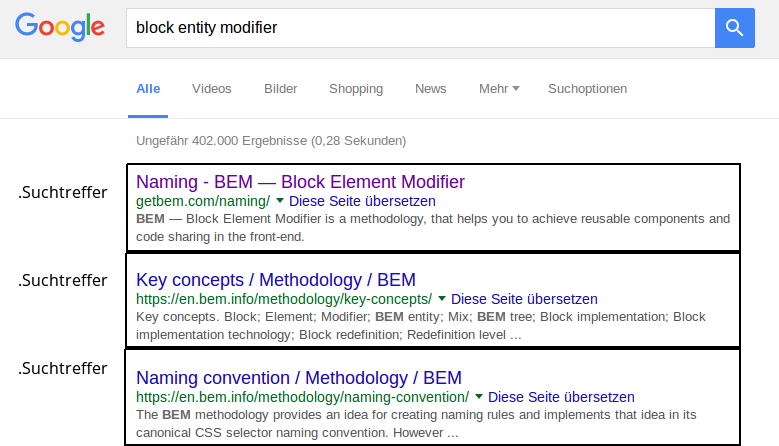 Google block entity modifier
Alle Videos Bilder Shopping News Mehr Suchoptionen
Ungefähr 402.000 Ergebnisse (0,28 Sekunden)
.Suchtreffer
Naming - BEM — Block Element Modifier
getbem.com/naming/ Diese Seite übersetzen
BEM — Block Element Modifier is a methodology, that helps you to achieve reusable components and
code sharing in the front-end.
.Suchtreffer
Key concepts / Methodology / BEM
https://en.bem.info/methodology/key-concepts/ Diese Seite übersetzen
Key concepts. Block; Element; Modifier; BEM entity; Mix; BEM tree; Block implementation; Block
implementation technology; Block redefinition; Redefinition level ...
.Suchtreffer
Naming convention / Methodology / BEM
https://en.bem.info/methodology/naming-convention/ Diese Seite übersetzen
The BEM methodology provides an idea for creating naming rules and implements that idea in its
canonical CSS selector naming convention. However ...